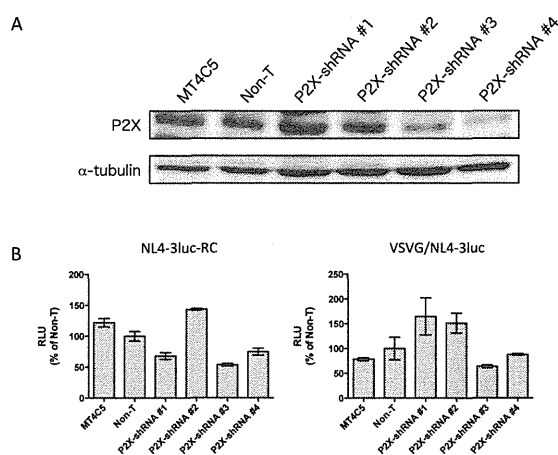 A
MT4C5
Non-T
P2X-shRNA #1
P2X-shRNA #2
P2X-shRNA #3
P2X-shRNA #4
P2X
α-tubulin
B
NL4-3luc-RC
RLU
(% of Non-T)
200
150
100
50
0
MT4C5
Non-T
P2X-shRNA #1
P2X-shRNA #2
P2X-shRNA #3
P2X-shRNA #4
VSVG/NL4-3luc
RLU
(% of Non-T)
250
200
150
100
50
0
MT4C5
Non-T
P2X-shRNA #1
P2X-shRNA #2
P2X-shRNA #3
P2X-shRNA #4